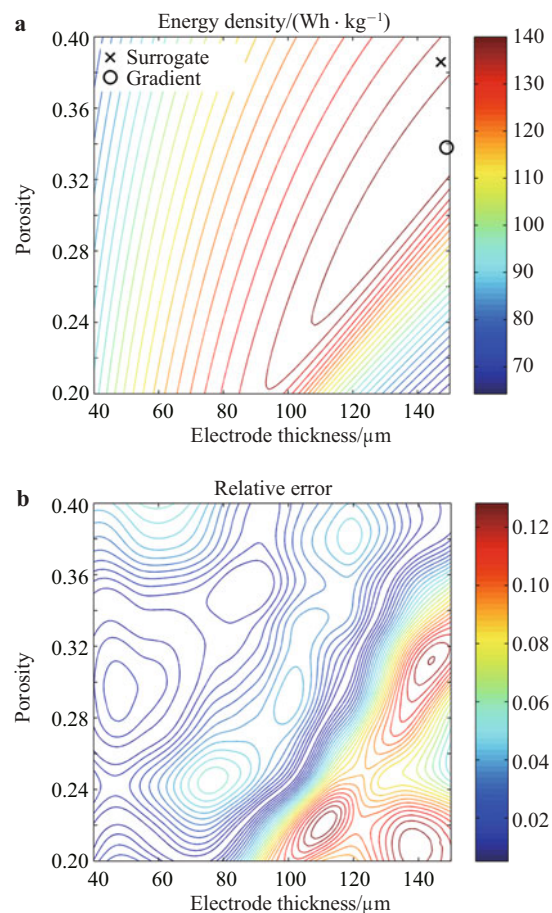 a
Energy density/(Wh · kg⁻¹)
× Surrogate
Gradient
Porosity
0.40
0.36
0.32
0.28
0.24
0.20
40 60 80 100 120 140
Electrode thickness/μm
140
130
120
110
100
90
80
70
b
Relative error
Porosity
0.40
0.36
0.32
0.28
0.24
0.20
40 60 80 100 120 140
Electrode thickness/μm
0.12
0.10
0.08
0.06
0.04
0.02